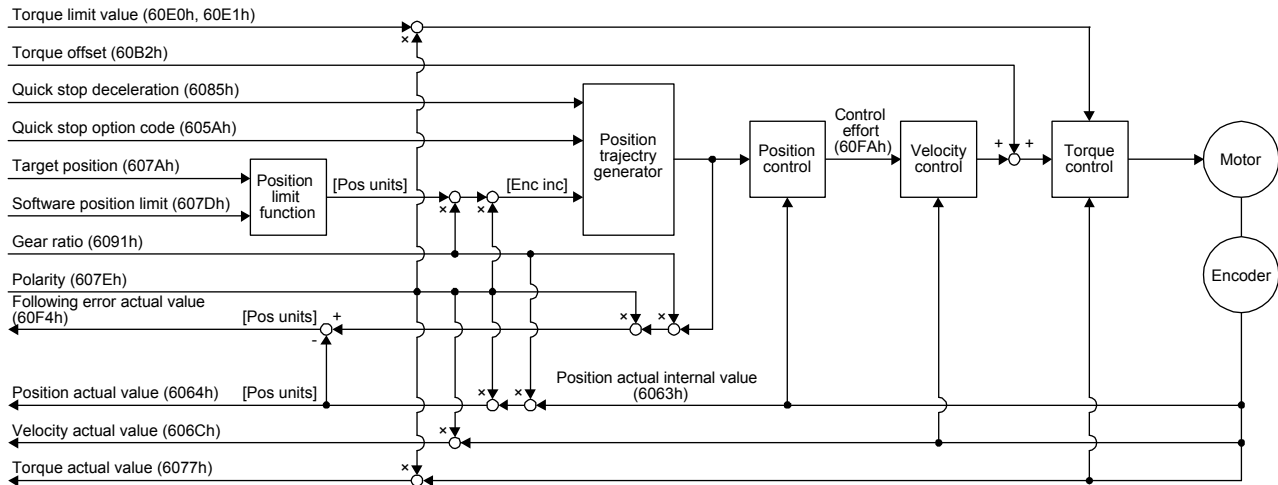 Torque limit value (60E0h, 60E1h)
×
Torque offset (60B2h)
Quick stop deceleration (6085h)
Quick stop option code (605Ah)
Target position (607Ah)
Software position limit (607Dh)
Position
limit
function
[Pos units]
×
×
[Enc inc]
Position
trajectry
generator
Position
control
Control
effort
(60FAh)
Velocity
control
+
+
Torque
control
Motor
Encoder
Gear ratio (6091h)
Polarity (607Eh)
Following error actual value
(60F4h)
[Pos units]
+
-
×
×
Position actual value (6064h)
[Pos units]
×
×
Position actual internal value
(6063h)
Velocity actual value (606Ch)
×
Torque actual value (6077h)
×